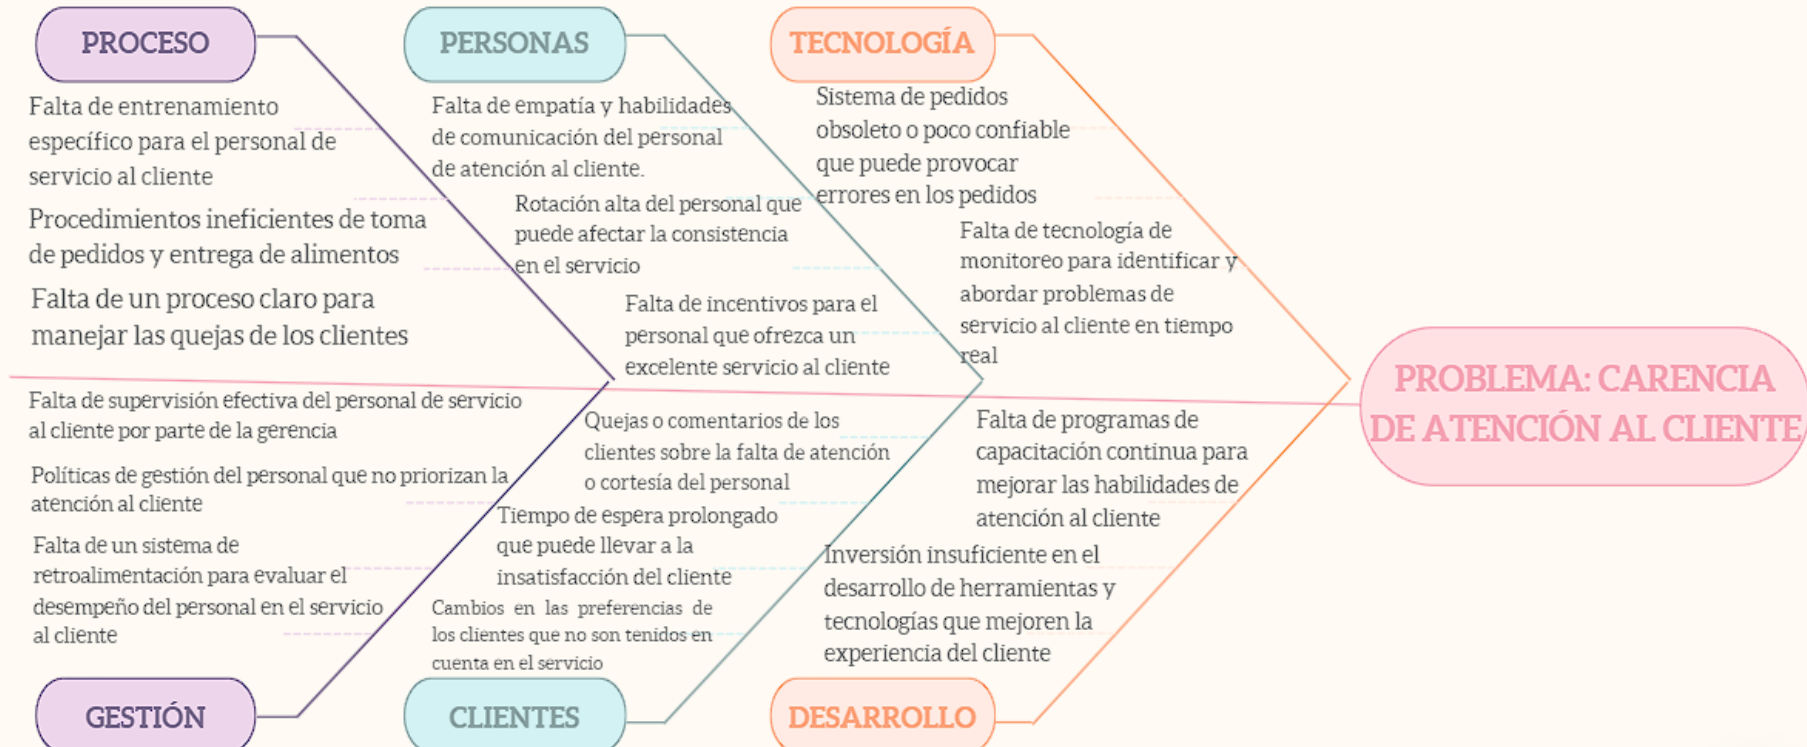 PROCESO
Falta de entrenamiento
específico para el personal de
servicio al cliente
Procedimientos ineficientes de toma
de pedidos y entrega de alimentos
Falta de un proceso claro para
manejar las quejas de los clientes
PERSONAS
Falta de empatía y habilidades
de comunicación del personal
de atención al cliente.
Rotación alta del personal que
puede afectar la consistencia
en el servicio
Falta de incentivos para el
personal que ofrezca un
excelente servicio al cliente
TECNOLOGÍA
Sistema de pedidos
obsoleto o poco confiable
que puede provocar
errores en los pedidos
Falta de tecnología de
monitoreo para identificar y
abordar problemas de
servicio al cliente en tiempo
real
PROBLEMA: CARENCIA
DE ATENCIÓN AL CLIENTE
Falta de supervisión efectiva del personal de servicio
al cliente por parte de la gerencia
Políticas de gestión del personal que no priorizan la
atención al cliente
Falta de un sistema de
retroalimentación para evaluar el
desempeño del personal en el servicio
al cliente
GESTIÓN
Quejas o comentarios de los
clientes sobre la falta de atención
o cortesía del personal
Tiempo de espera prolongado
que puede llevar a la
insatisfacción del cliente
Cambios en las preferencias de
los clientes que no son tenidos en
cuenta en el servicio
CLIENTES
Falta de programas de
capacitación continua para
mejorar las habilidades de
atención al cliente
Inversión insuficiente en el
desarrollo de herramientas y
tecnologías que mejoren la
experiencia del cliente
DESARROLLO